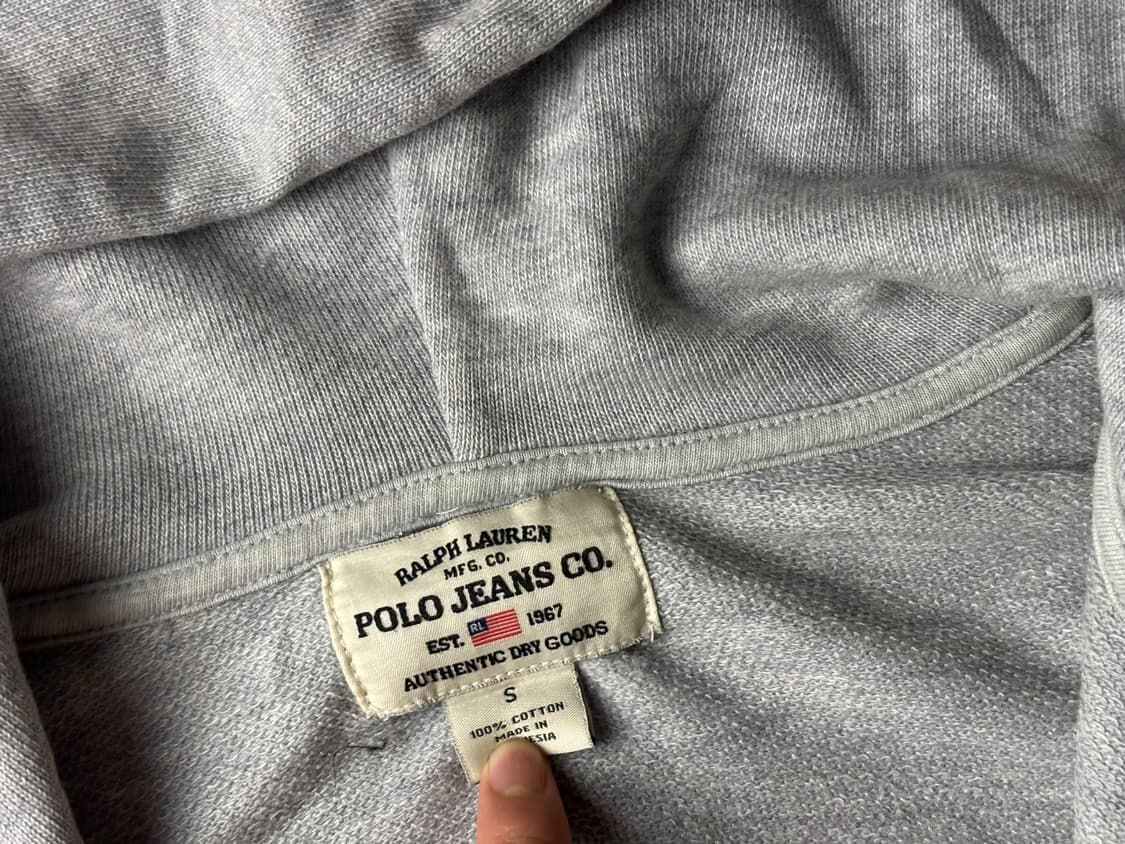 RALPH LAUREN
MFG. CO.
POLO JEANS CO.
EST. RL 1967
AUTHENTIC DRY GOODS
S
100% COTTON
MADE IN